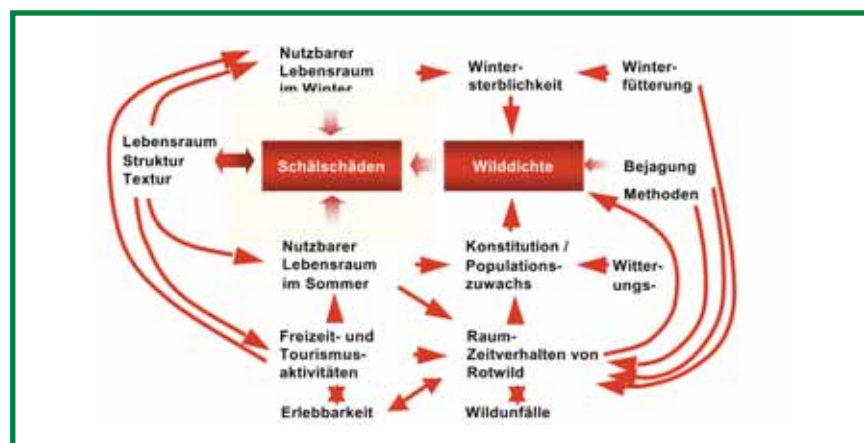 Nutzbarer
Lebensraum
im Winter
Winter-
sterblichkeit
Winter-
fütterung
Lebensraum
Struktur
Textur
Schälschäden
Wilddichte
Bejagung
Methoden
Nutzbarer
Lebensraum
im Sommer
Konstitution /
Populations-
zuwachs
Witter-
ungs-
Freizeit- und
Tourismus-
aktivitäten
Raum-
Zeitverhalten von
Rotwild
Erlebbarkeit
Wildunfälle